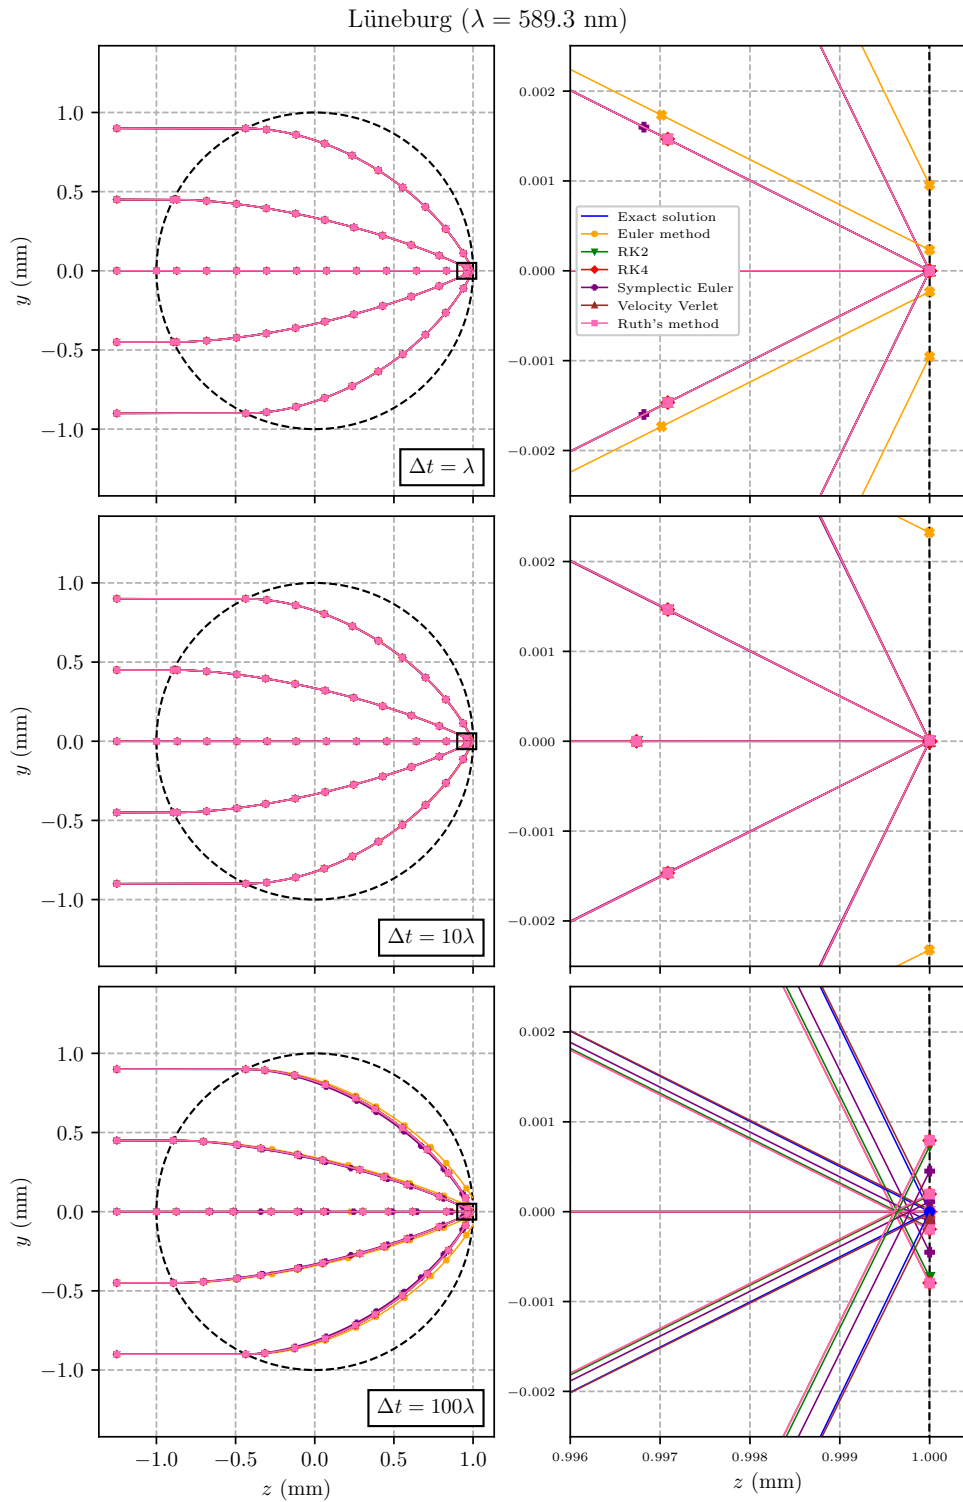 Lüneburg (λ = 589.3 nm)
y (mm)
1.0
0.5
0.0
−0.5
−1.0
Δt = λ
0.002
0.001
0.000
−0.001
−0.002
Exact solution
Euler method
RK2
RK4
Symplectic Euler
Velocity Verlet
Ruth's method
y (mm)
1.0
0.5
0.0
−0.5
−1.0
Δt = 10λ
0.002
0.001
0.000
−0.001
−0.002
y (mm)
1.0
0.5
0.0
−0.5
−1.0
Δt = 100λ
−1.0 −0.5 0.0 0.5 1.0
z (mm)
0.002
0.001
0.000
−0.001
−0.002
0.996 0.997 0.998 0.999 1.000
z (mm)